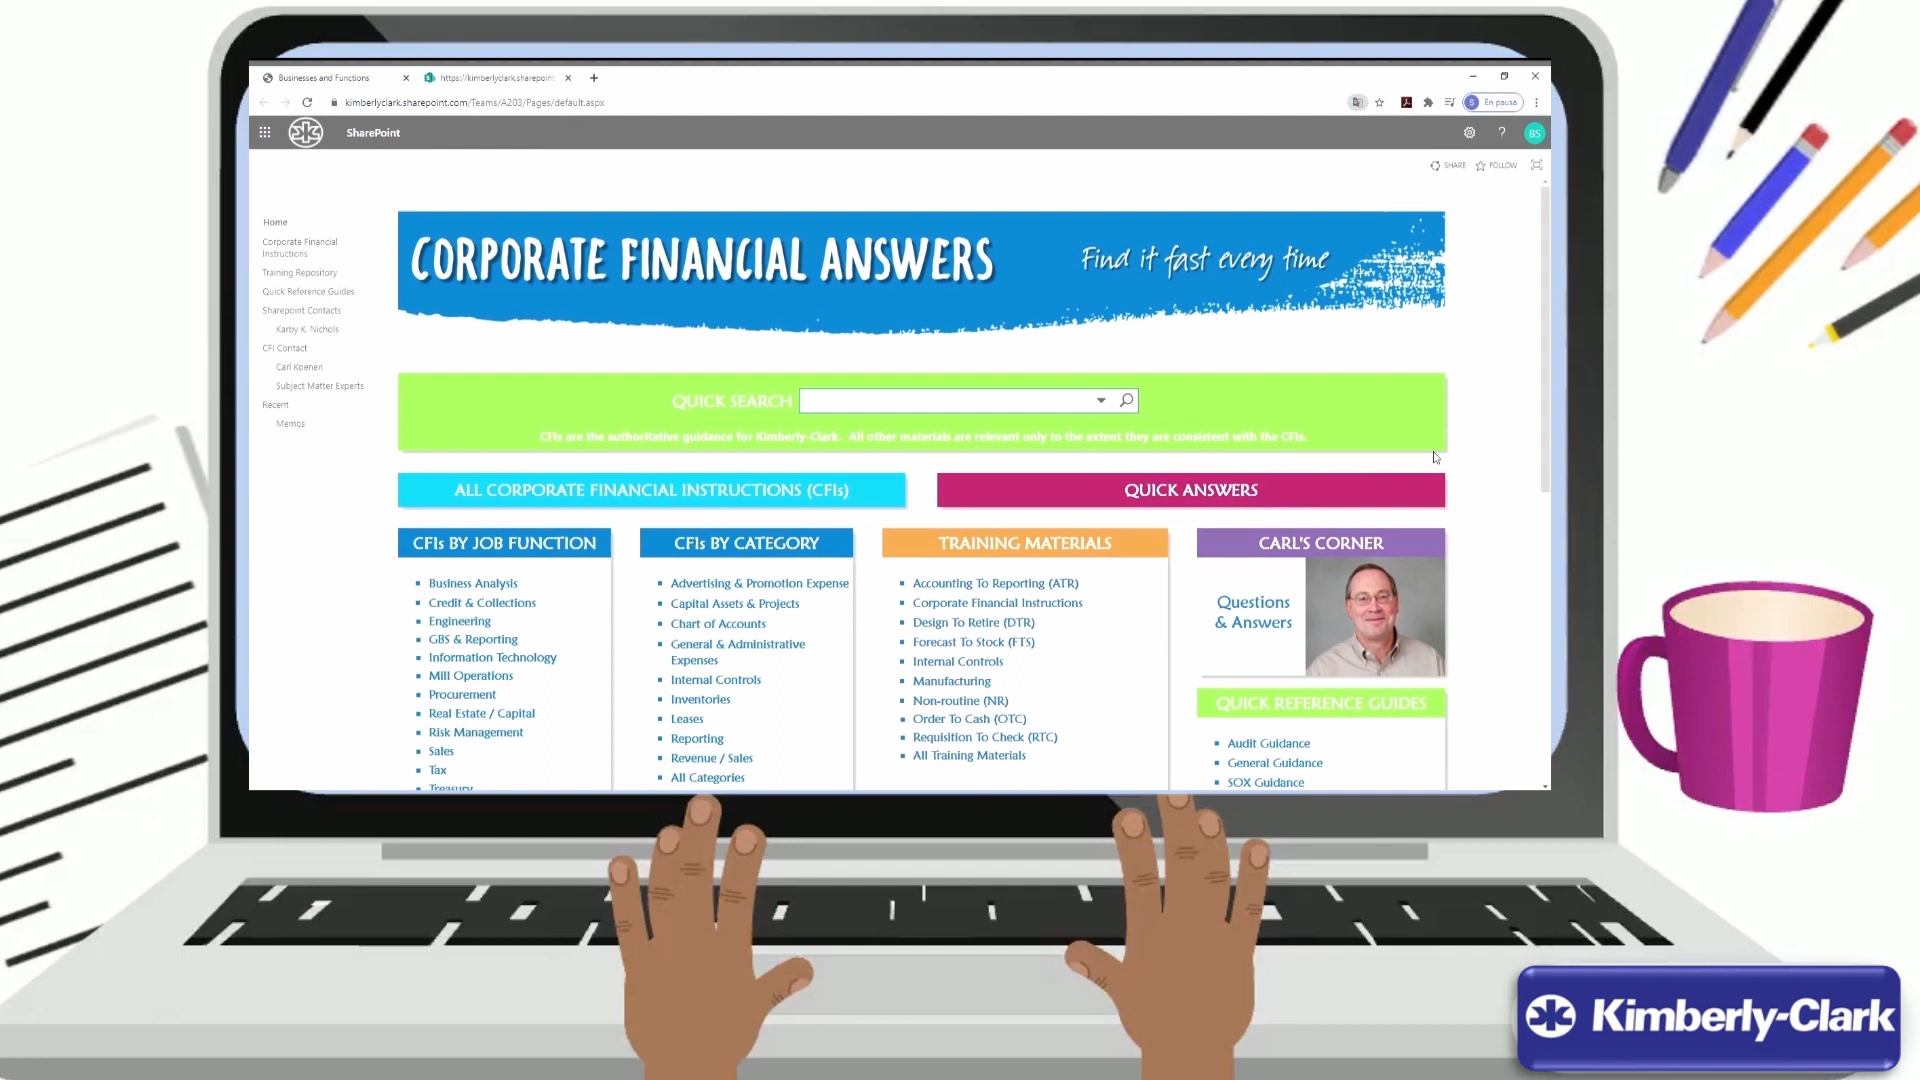 Businesses and Functions
https://kimberlyclark.sharepoint
kimberlyclark.sharepoint.com/Teams/A203/Pages/default.aspx
S En pausa
SharePoint
? BS
SHARE FOLLOW
Home
Corporate Financial
Instructions
Training Repository
Quick Reference Guides
Sharepoint Contacts
Karby K. Nichols
CFI Contact
Carl Koenen
Subject Matter Experts
Recent
Memos
CORPORATE FINANCIAL ANSWERS
Find it fast every time
QUICK SEARCH
CFIs are the authoritative guidance for Kimberly-Clark. All other materials are relevant only to the extent they are consistent with the CFIs.
ALL CORPORATE FINANCIAL INSTRUCTIONS (CFIs)
QUICK ANSWERS
CFIs BY JOB FUNCTION
Business Analysis
Credit & Collections
Engineering
GBS & Reporting
Information Technology
Mill Operations
Procurement
Real Estate / Capital
Risk Management
Sales
Tax
Treasury
CFIs BY CATEGORY
Advertising & Promotion Expense
Capital Assets & Projects
Chart of Accounts
General & Administrative
Expenses
Internal Controls
Inventories
Leases
Reporting
Revenue / Sales
All Categories
TRAINING MATERIALS
Accounting To Reporting (ATR)
Corporate Financial Instructions
Design To Retire (DTR)
Forecast To Stock (FTS)
Internal Controls
Manufacturing
Non-routine (NR)
Order To Cash (OTC)
Requisition To Check (RTC)
All Training Materials
CARL'S CORNER
Questions
& Answers
QUICK REFERENCE GUIDES
Audit Guidance
General Guidance
SOX Guidance
Kimberly-Clark